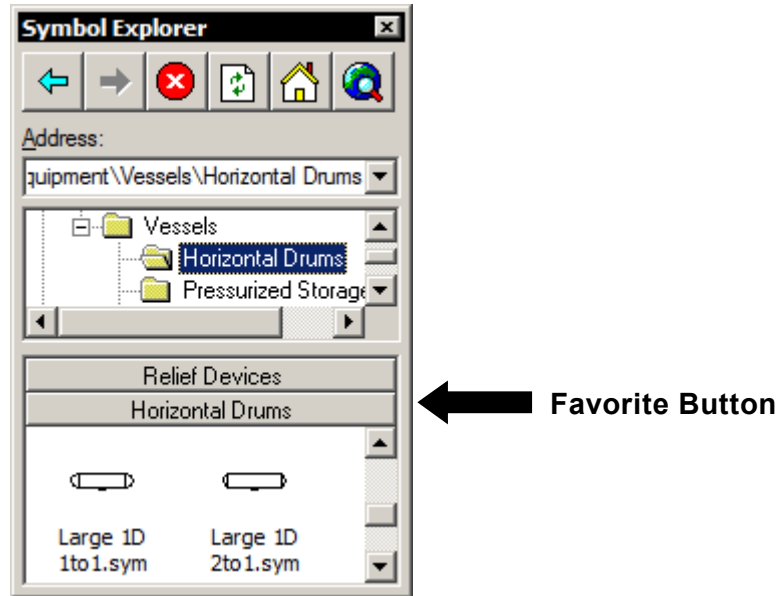 Symbol Explorer
Address:
quipment\Vessels\Horizontal Drums
Vessels
Horizontal Drums
Pressurized Storage
Relief Devices
Horizontal Drums
Favorite Button
Large 1D Large 1D
1to1.sym 2to1.sym